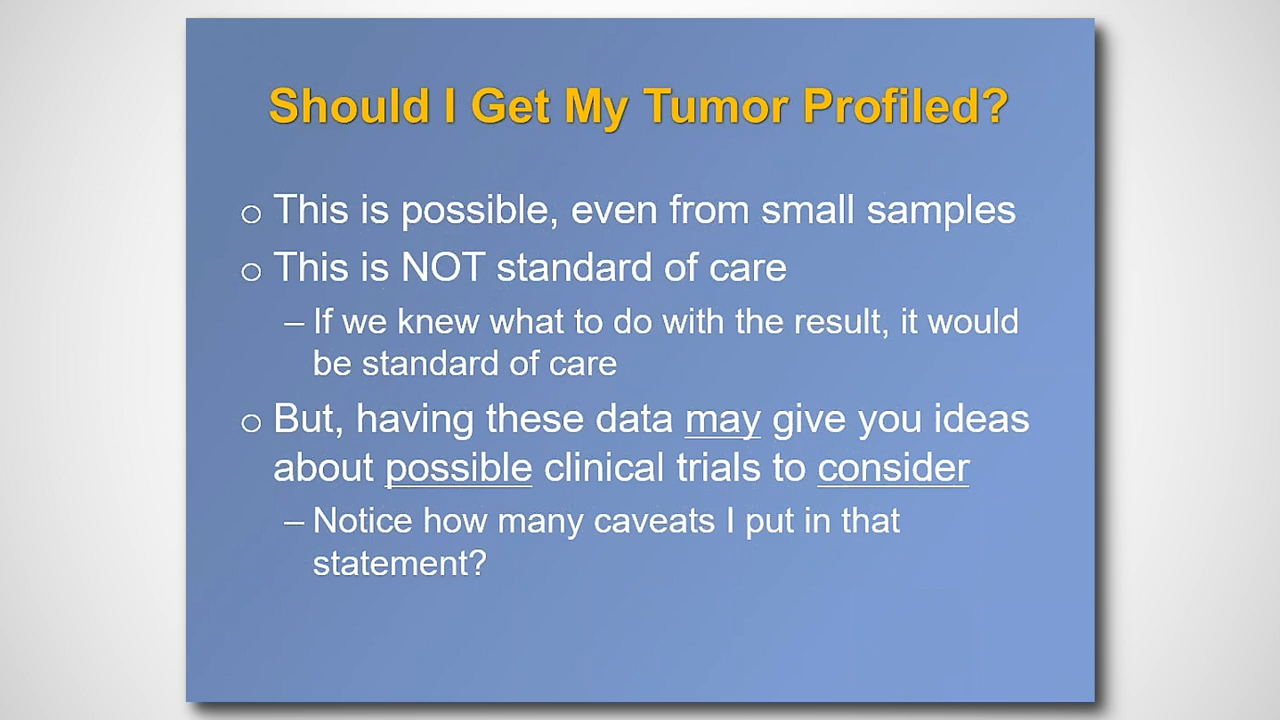 Should I Get My Tumor Profiled?
o This is possible, even from small samples
o This is NOT standard of care
– If we knew what to do with the result, it would
be standard of care
o But, having these data may give you ideas
about possible clinical trials to consider
– Notice how many caveats I put in that
statement?